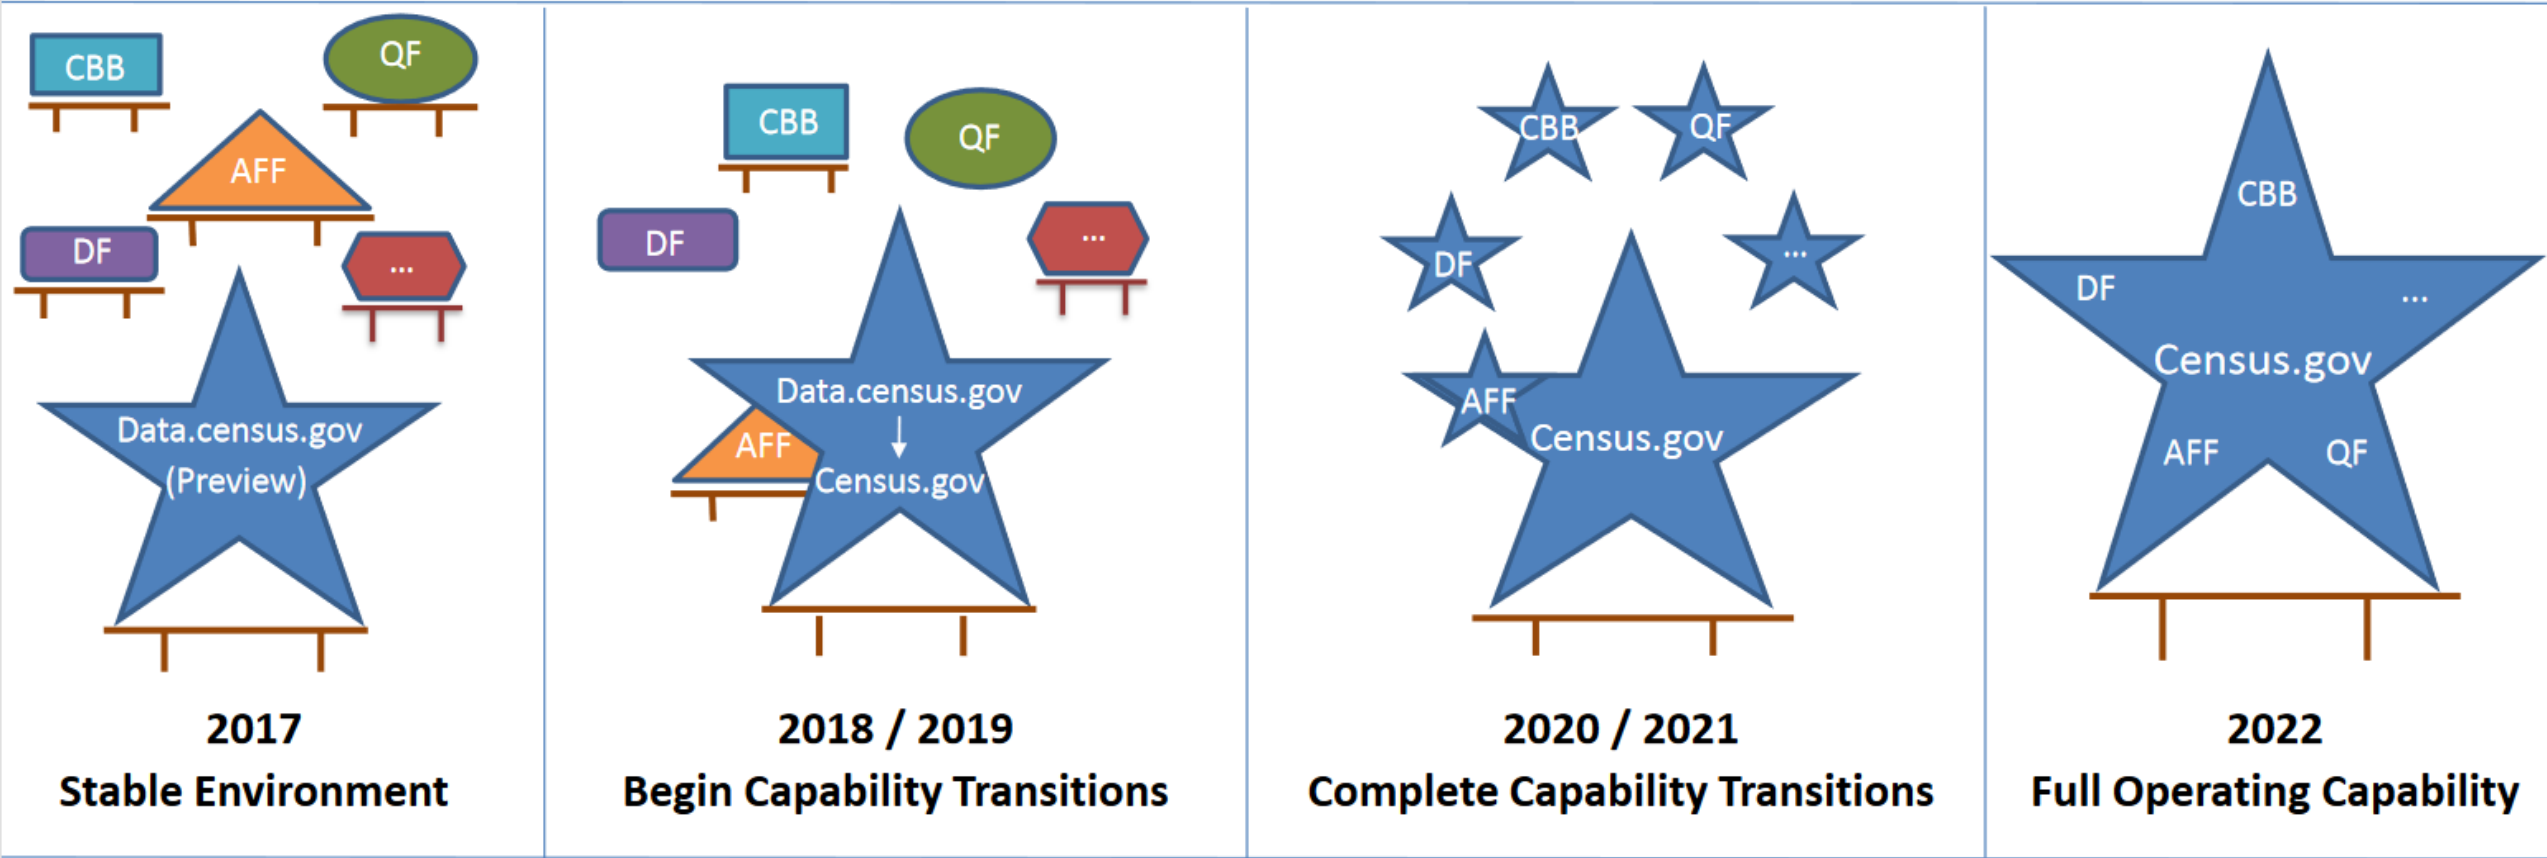 CBB
QF
AFF
DF
...
Data.census.gov
(Preview)
2017
Stable Environment
CBB
QF
DF
...
Data.census.gov
AFF
Census.gov
2018 / 2019
Begin Capability Transitions
CBB
QF
DF
...
AFF
Census.gov
2020 / 2021
Complete Capability Transitions
CBB
DF
...
Census.gov
AFF
QF
2022
Full Operating Capability